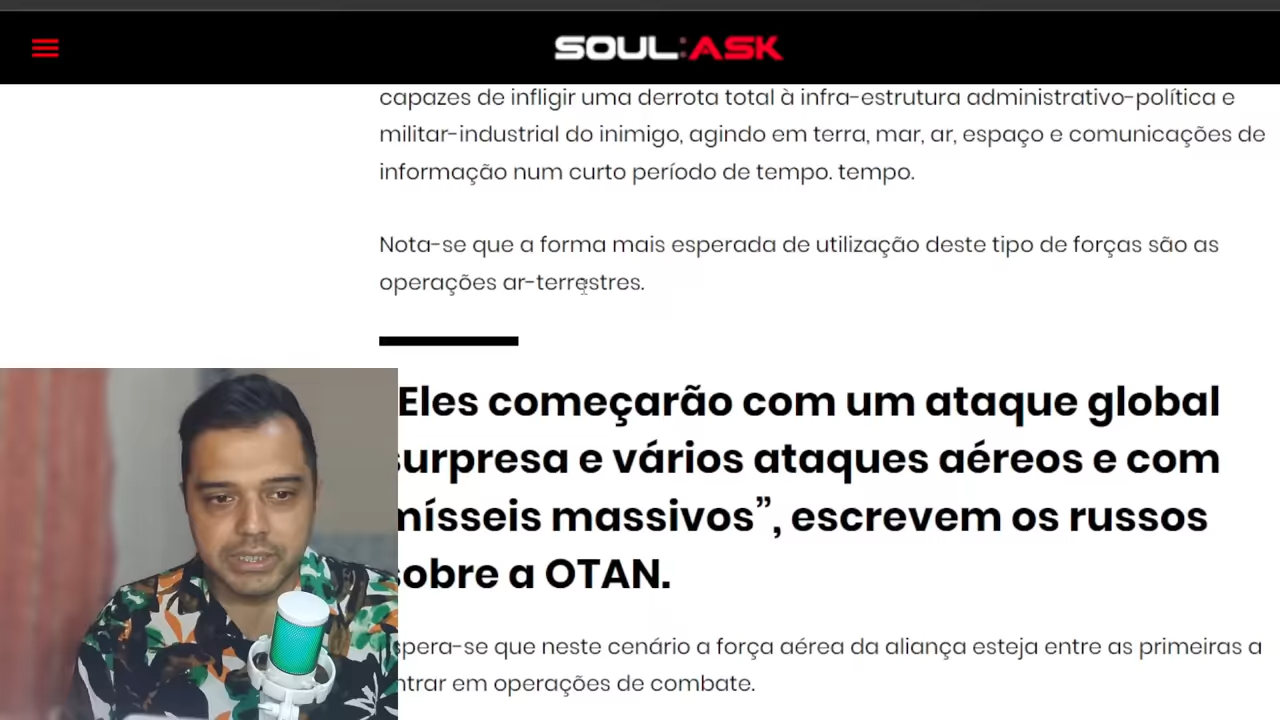 SOUL:ASK
capazes de infligir uma derrota total à infra-estrutura administrativo-política e
militar-industrial do inimigo, agindo em terra, mar, ar, espaço e comunicações de
informação num curto período de tempo. tempo.
Nota-se que a forma mais esperada de utilização deste tipo de forças são as
operações ar-terrestres.
Eles começarão com um ataque global
surpresa e vários ataques aéreos e com
mísseis massivos”, escrevem os russos
sobre a OTAN.
spera-se que neste cenário a força aérea da aliança esteja entre as primeiras a
ntrar em operações de combate.